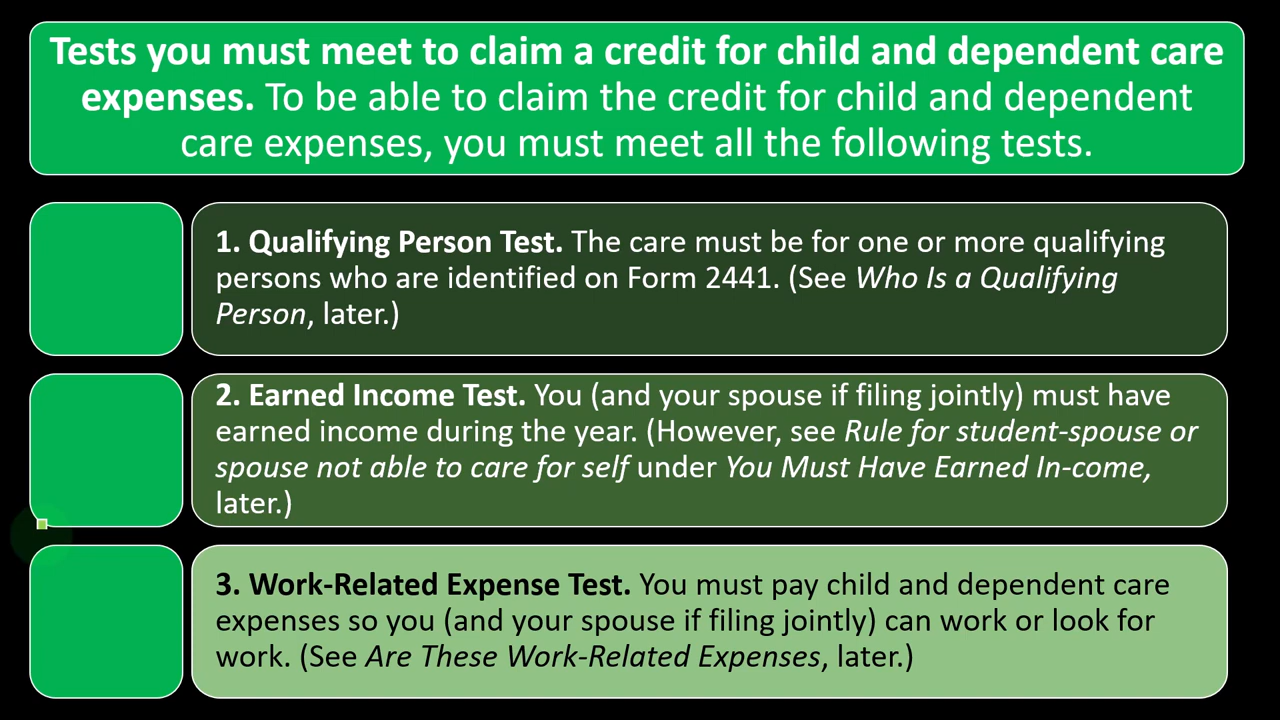 Tests you must meet to claim a credit for child and dependent care
expenses. To be able to claim the credit for child and dependent
care expenses, you must meet all the following tests.
1. Qualifying Person Test. The care must be for one or more qualifying
persons who are identified on Form 2441. (See Who Is a Qualifying
Person, later.)
2. Earned Income Test. You (and your spouse if filing jointly) must have
earned income during the year. (However, see Rule for student-spouse or
spouse not able to care for self under You Must Have Earned In-come,
later.)
3. Work-Related Expense Test. You must pay child and dependent care
expenses so you (and your spouse if filing jointly) can work or look for
work. (See Are These Work-Related Expenses, later.)